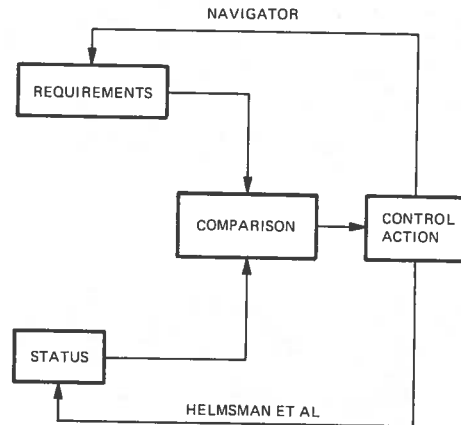 NAVIGATOR
REQUIREMENTS
COMPARISON
CONTROL
ACTION
STATUS
HELMSMAN ET AL